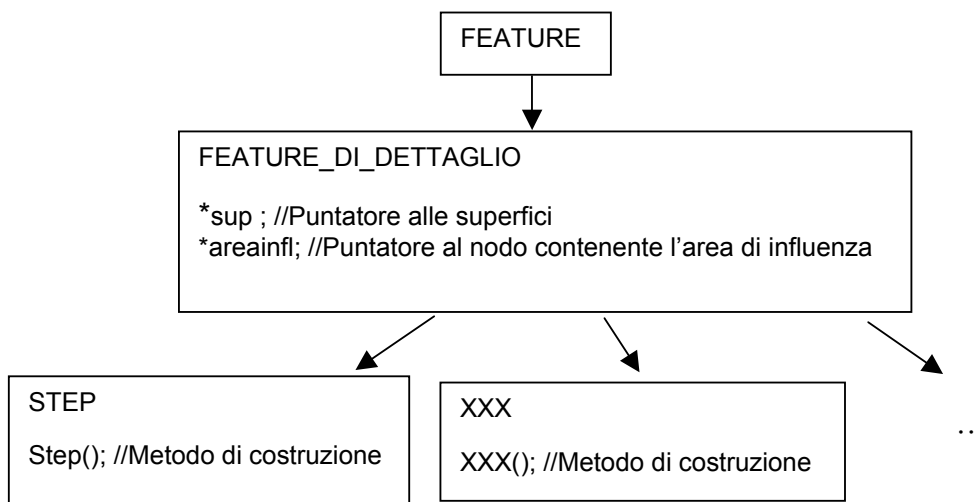 FEATURE
FEATURE_DI_DETTAGLIO
*sup ; //Puntatore alle superfici
*areainfl; //Puntatore al nodo contenente l’area di influenza
STEP
Step(); //Metodo di costruzione
XXX
XXX(); //Metodo di costruzione
..